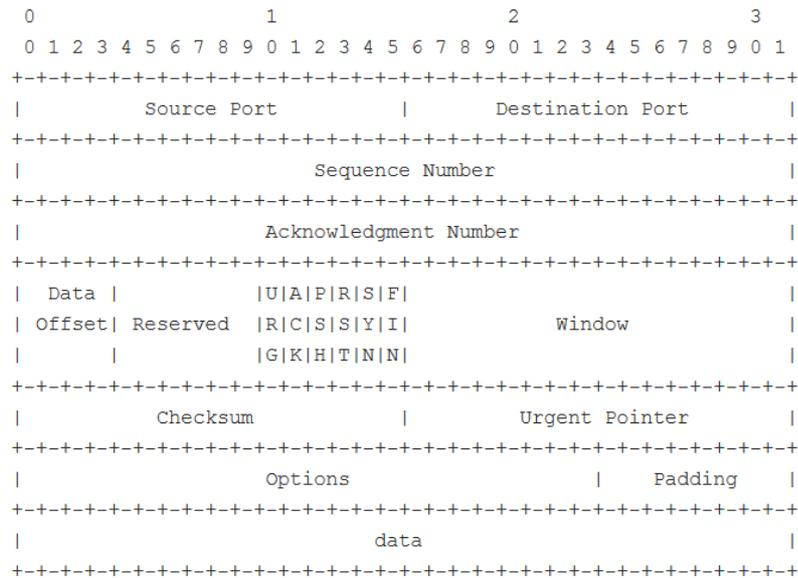 0                   1                   2                   3
 0 1 2 3 4 5 6 7 8 9 0 1 2 3 4 5 6 7 8 9 0 1 2 3 4 5 6 7 8 9 0 1
+-+-+-+-+-+-+-+-+-+-+-+-+-+-+-+-+-+-+-+-+-+-+-+-+-+-+-+-+-+-+-+-+
|          Source Port          |       Destination Port        |
+-+-+-+-+-+-+-+-+-+-+-+-+-+-+-+-+-+-+-+-+-+-+-+-+-+-+-+-+-+-+-+-+
|                        Sequence Number                        |
+-+-+-+-+-+-+-+-+-+-+-+-+-+-+-+-+-+-+-+-+-+-+-+-+-+-+-+-+-+-+-+-+
|                    Acknowledgment Number                      |
+-+-+-+-+-+-+-+-+-+-+-+-+-+-+-+-+-+-+-+-+-+-+-+-+-+-+-+-+-+-+-+-+
|  Data |           |U|A|P|R|S|F|                               |
| Offset| Reserved  |R|C|S|S|Y|I|            Window             |
|       |           |G|K|H|T|N|N|                               |
+-+-+-+-+-+-+-+-+-+-+-+-+-+-+-+-+-+-+-+-+-+-+-+-+-+-+-+-+-+-+-+-+
|           Checksum            |         Urgent Pointer        |
+-+-+-+-+-+-+-+-+-+-+-+-+-+-+-+-+-+-+-+-+-+-+-+-+-+-+-+-+-+-+-+-+
|                    Options                    |    Padding    |
+-+-+-+-+-+-+-+-+-+-+-+-+-+-+-+-+-+-+-+-+-+-+-+-+-+-+-+-+-+-+-+-+
|                             data                              |
+-+-+-+-+-+-+-+-+-+-+-+-+-+-+-+-+-+-+-+-+-+-+-+-+-+-+-+-+-+-+-+-+